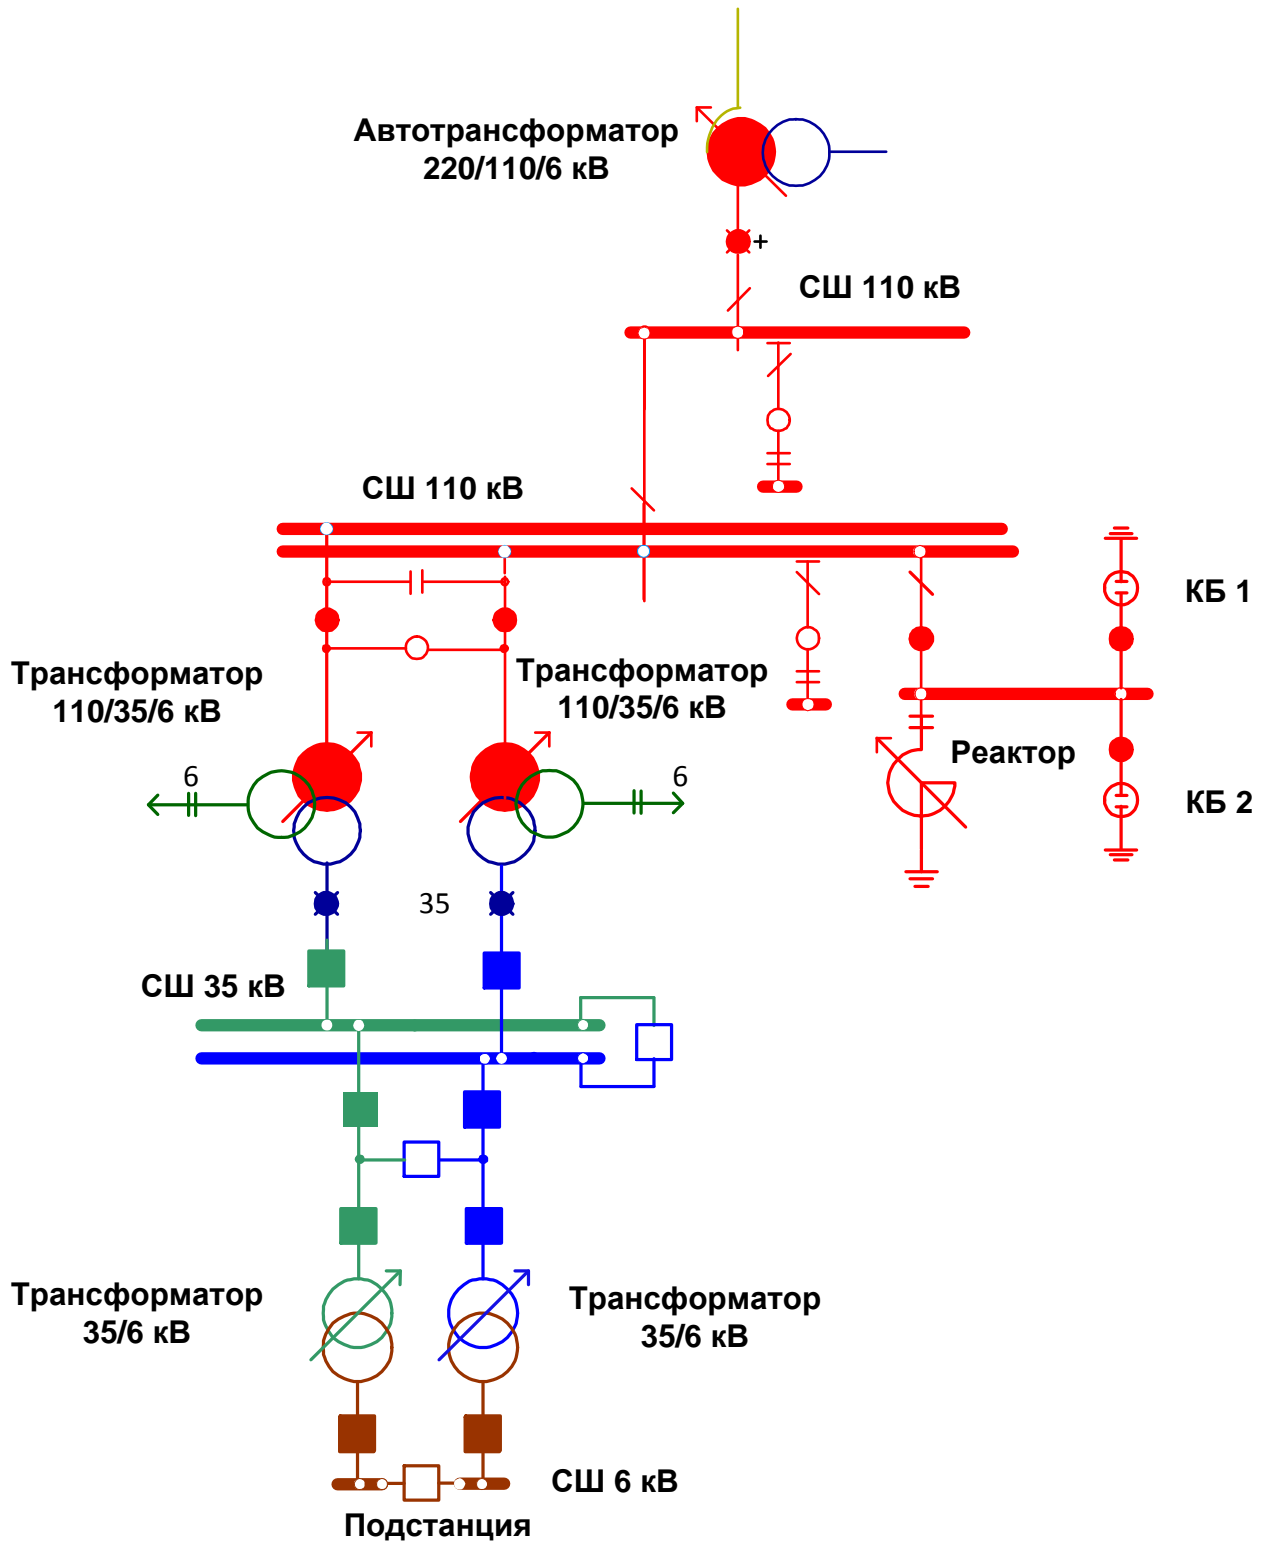 Автотрансформатор
220/110/6 кВ
+
СШ 110 кВ
СШ 110 кВ
КБ 1
Трансформатор
110/35/6 кВ
Трансформатор
110/35/6 кВ
Реактор
6
6
КБ 2
35
СШ 35 кВ
Трансформатор
35/6 кВ
Трансформатор
35/6 кВ
СШ 6 кВ
Подстанция